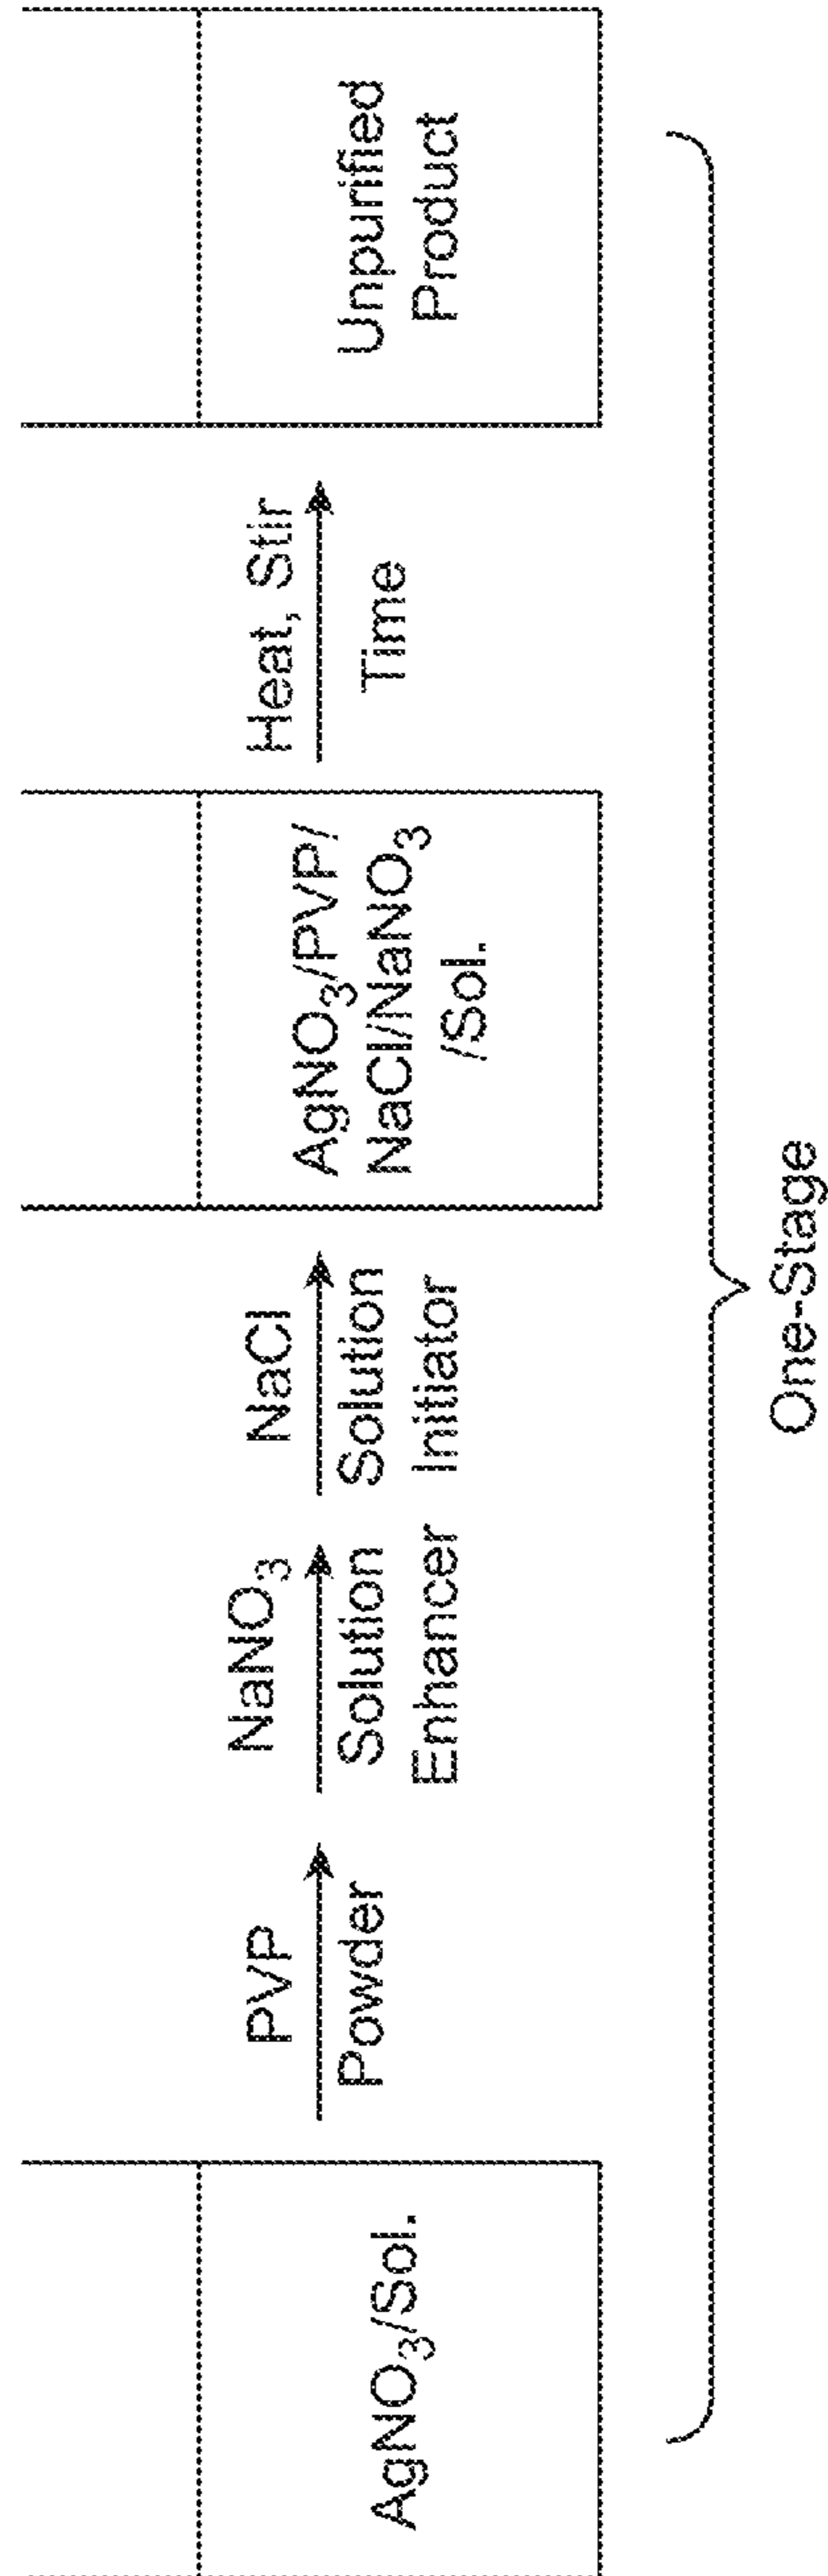 AgNO₃/Sol.
PVP
Powder
NaNO₃
Solution
Enhancer
NaCl
Solution
Initiator
AgNO₃/PVP/
NaCl/NaNO₃
/Sol.
Heat, Stir
Time
Unpurified
Product
One-Stage